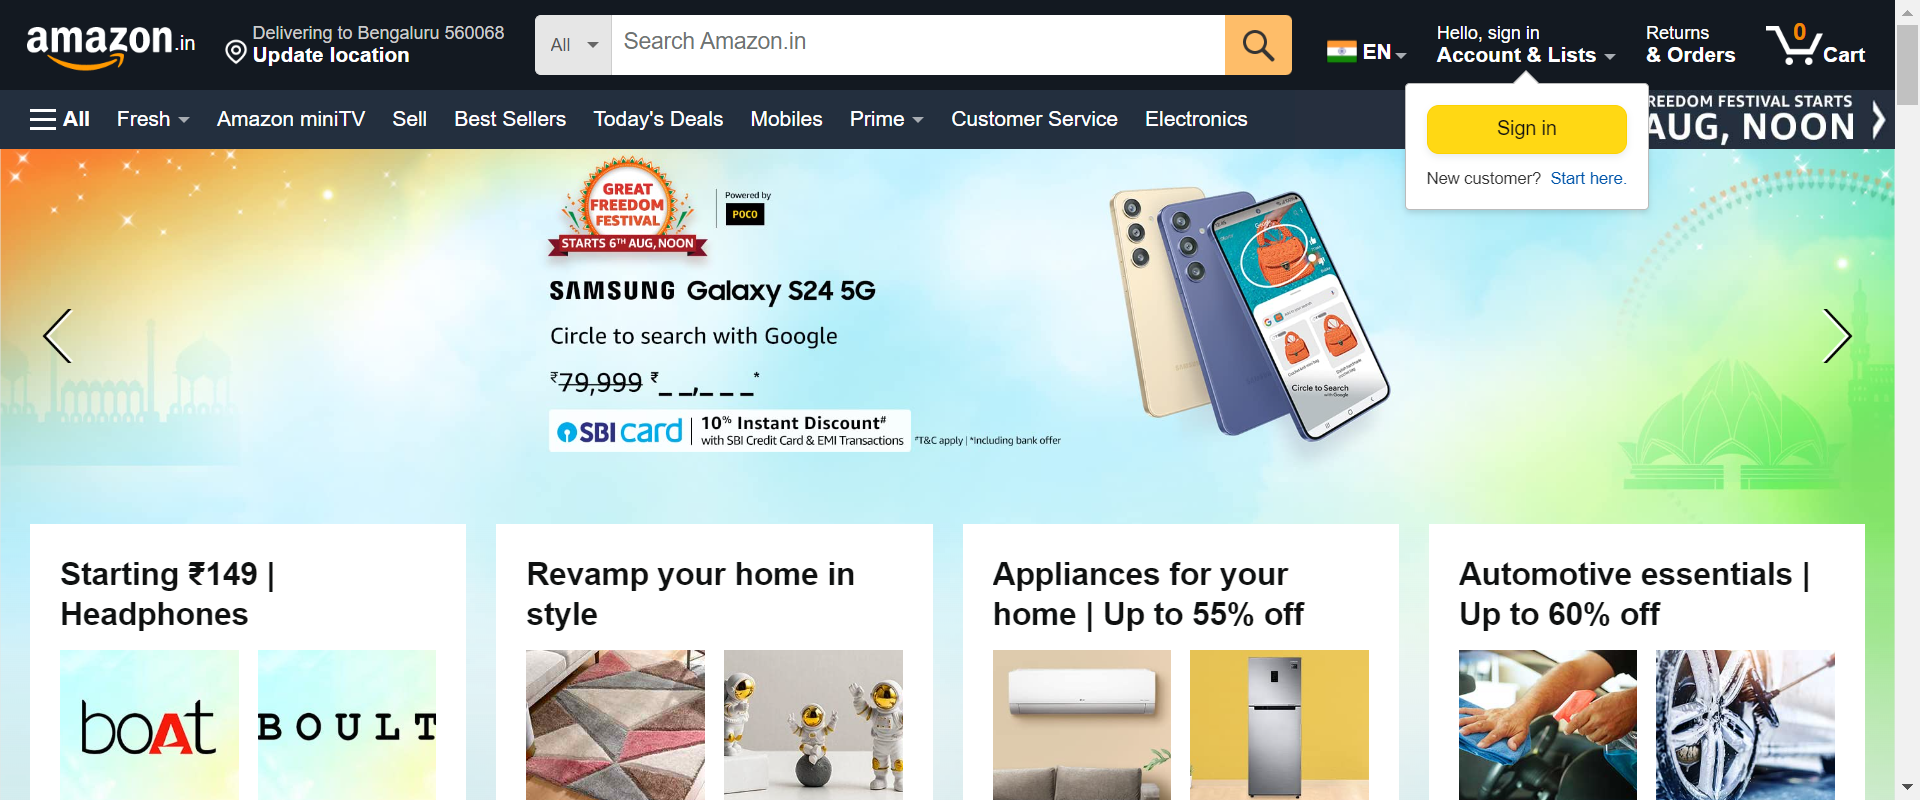 amazon.in
Delivering to Bengaluru 560068
Update location
All
Search Amazon.in
EN
Hello, sign in
Account & Lists
Returns
& Orders
0
Cart
All
Fresh
Amazon miniTV
Sell
Best Sellers
Today's Deals
Mobiles
Prime
Customer Service
Electronics
REEDOM FESTIVAL STARTS
AUG, NOON
Sign in
New customer? Start here.
GREAT
FREEDOM
FESTIVAL
STARTS 6TH AUG, NOON
Powered by
POCO
SAMSUNG Galaxy S24 5G
Circle to search with Google
₹79,999 ₹_ _,_ _ _*
SBI card
10% Instant Discount#
with SBI Credit Card & EMI Transactions
#T&C apply | *Including bank offer
Circle to Search
with Google
Starting ₹149 |
Headphones
Revamp your home in
style
Appliances for your
home | Up to 55% off
Automotive essentials |
Up to 60% off
boAt
BOULT